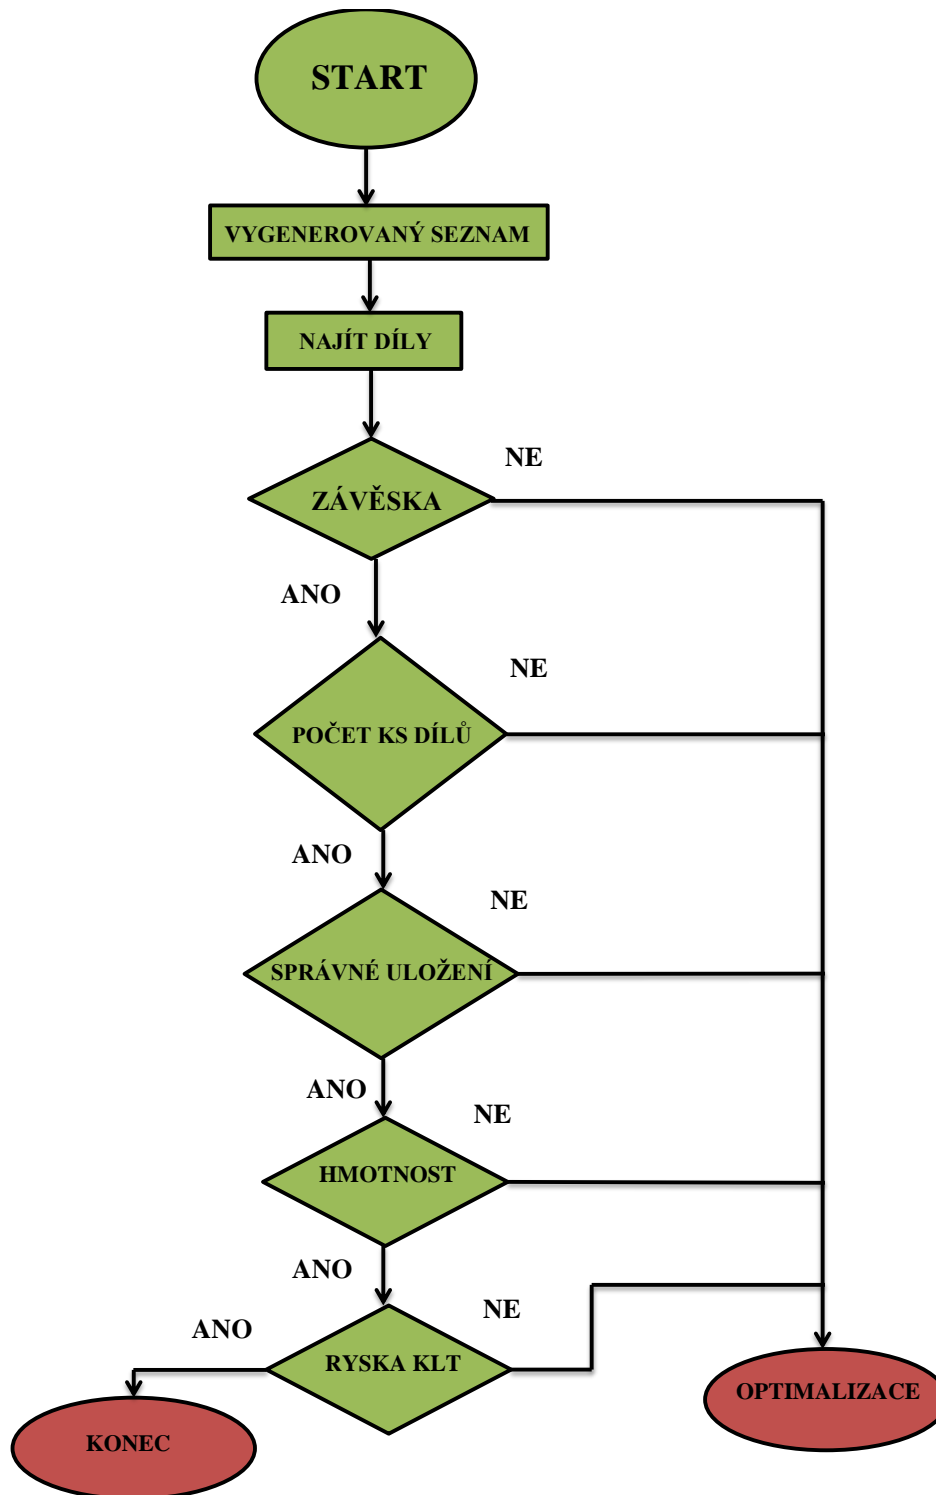 START
VYGENEROVANÝ SEZNAM
NAJÍT DÍLY
NE
ZÁVĚSKA
ANO
NE
POČET KS DÍLŮ
ANO
NE
SPRÁVNÉ ULOŽENÍ
ANO
NE
HMOTNOST
ANO
NE
ANO
RYSKA KLT
OPTIMALIZACE
KONEC